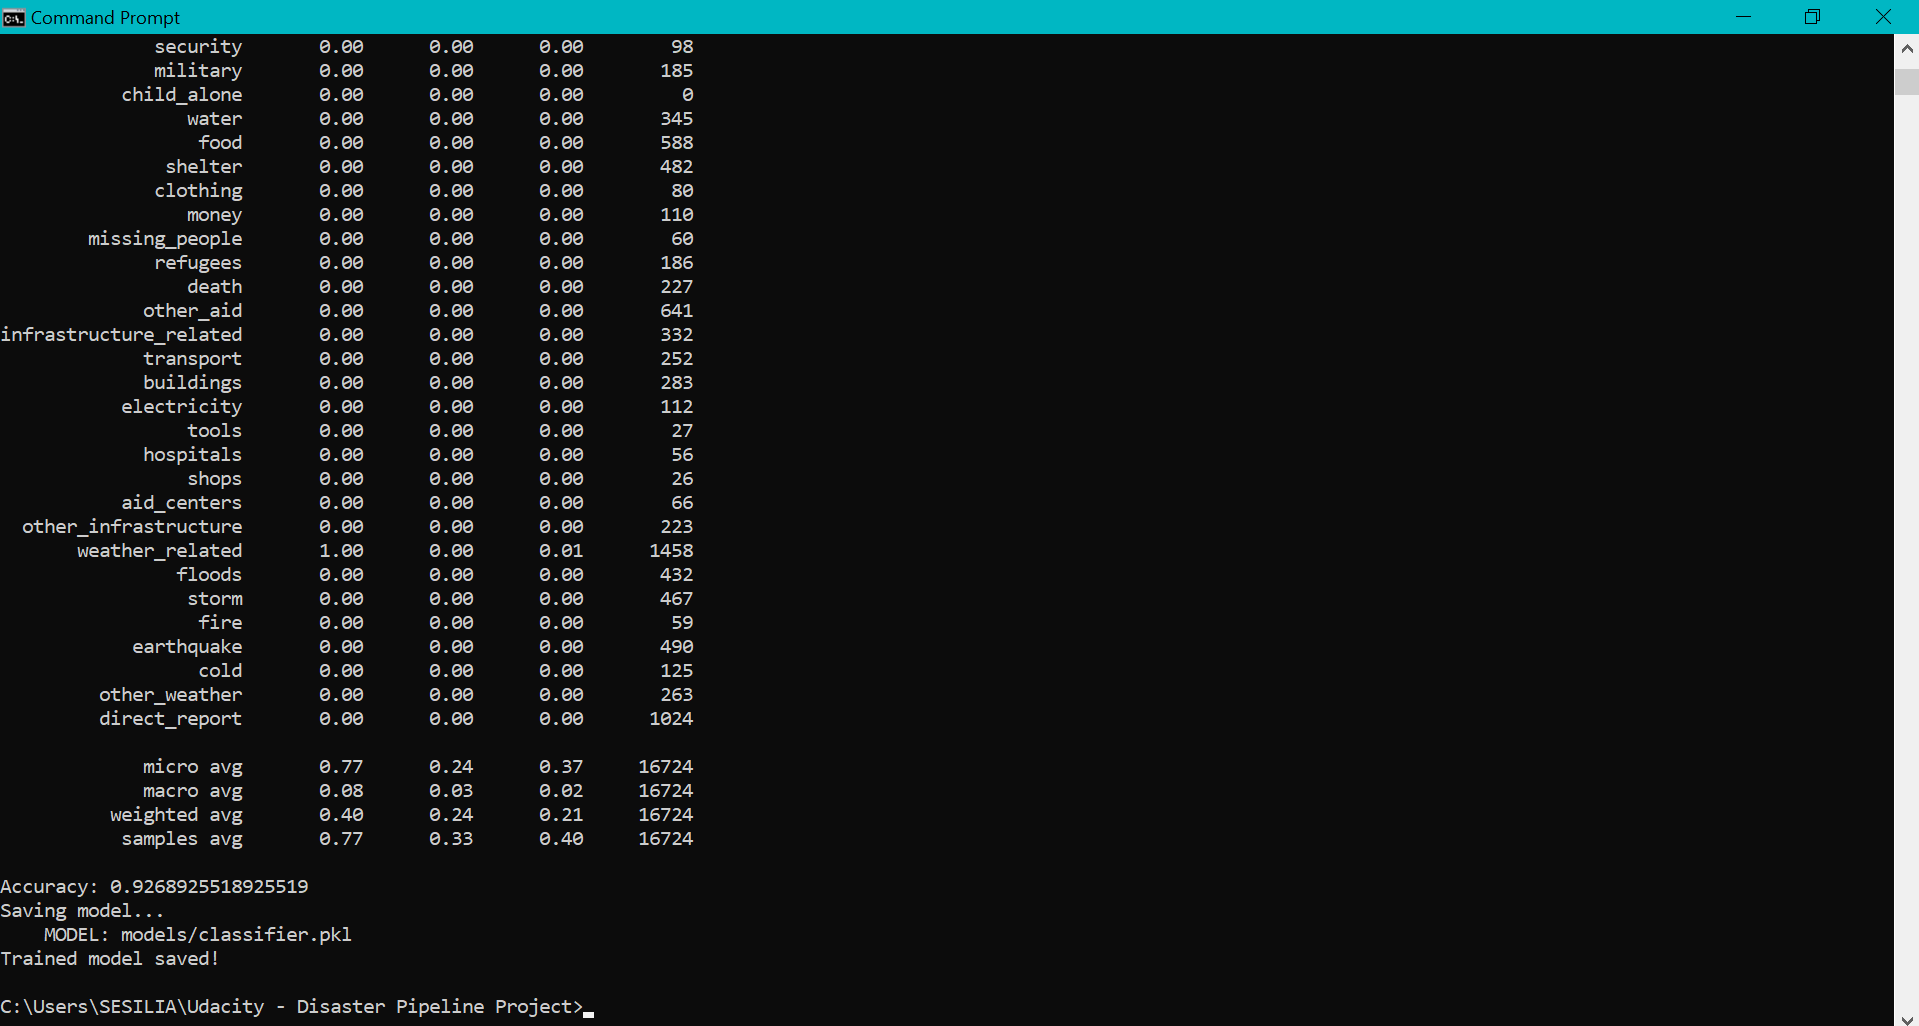 Command Prompt
security 0.00 0.00 0.00 98
military 0.00 0.00 0.00 185
child_alone 0.00 0.00 0.00 0
water 0.00 0.00 0.00 345
food 0.00 0.00 0.00 588
shelter 0.00 0.00 0.00 482
clothing 0.00 0.00 0.00 80
money 0.00 0.00 0.00 110
missing_people 0.00 0.00 0.00 60
refugees 0.00 0.00 0.00 186
death 0.00 0.00 0.00 227
other_aid 0.00 0.00 0.00 641
infrastructure_related 0.00 0.00 0.00 332
transport 0.00 0.00 0.00 252
buildings 0.00 0.00 0.00 283
electricity 0.00 0.00 0.00 112
tools 0.00 0.00 0.00 27
hospitals 0.00 0.00 0.00 56
shops 0.00 0.00 0.00 26
aid_centers 0.00 0.00 0.00 66
other_infrastructure 0.00 0.00 0.00 223
weather_related 1.00 0.00 0.01 1458
floods 0.00 0.00 0.00 432
storm 0.00 0.00 0.00 467
fire 0.00 0.00 0.00 59
earthquake 0.00 0.00 0.00 490
cold 0.00 0.00 0.00 125
other_weather 0.00 0.00 0.00 263
direct_report 0.00 0.00 0.00 1024
micro avg 0.77 0.24 0.37 16724
macro avg 0.08 0.03 0.02 16724
weighted avg 0.40 0.24 0.21 16724
samples avg 0.77 0.33 0.40 16724
Accuracy: 0.9268925518925519
Saving model...
MODEL: models/classifier.pkl
Trained model saved!
C:\Users\SESILIA\Udacity - Disaster Pipeline Project>